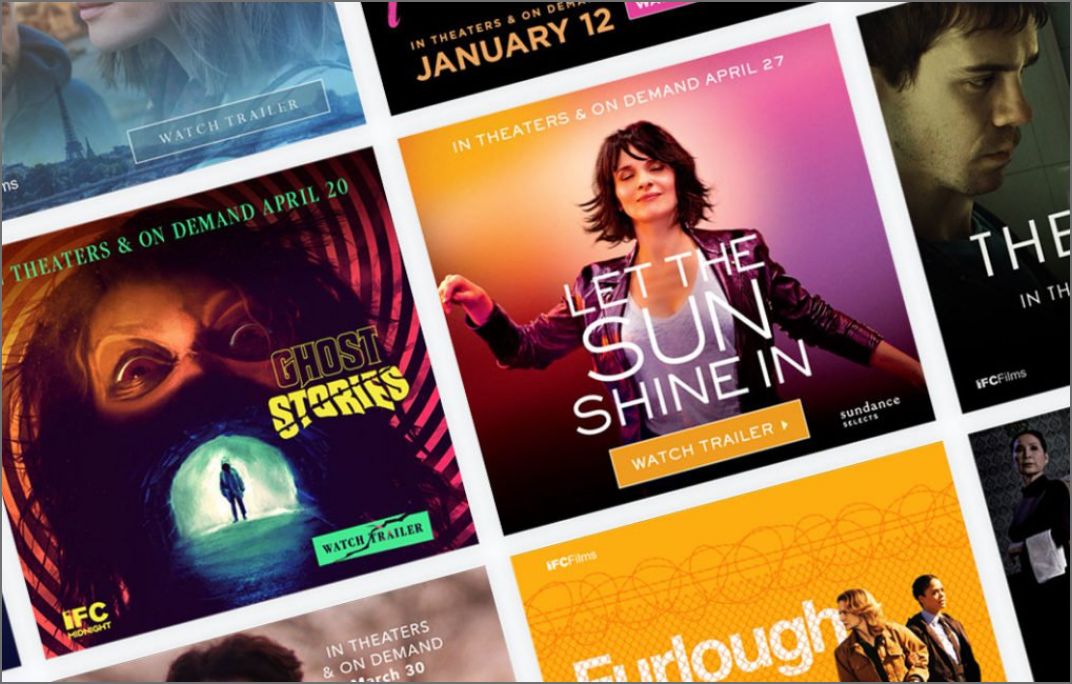 WATCH TRAILER
IN THEATERS & ON DEMAND
JANUARY 12
THEATERS & ON DEMAND APRIL 20
GHOST
STORIES
WATCH TRAILER
iFC
MIDNIGHT
IN THEATERS & ON DEMAND APRIL 27
LET THE
SUN
SHINE IN
WATCH TRAILER
sundance
SELECTS
THE
IN TH
IFCFilms
IN THEATERS
& ON DEMAND
March 30
IFCFilms
Furlough